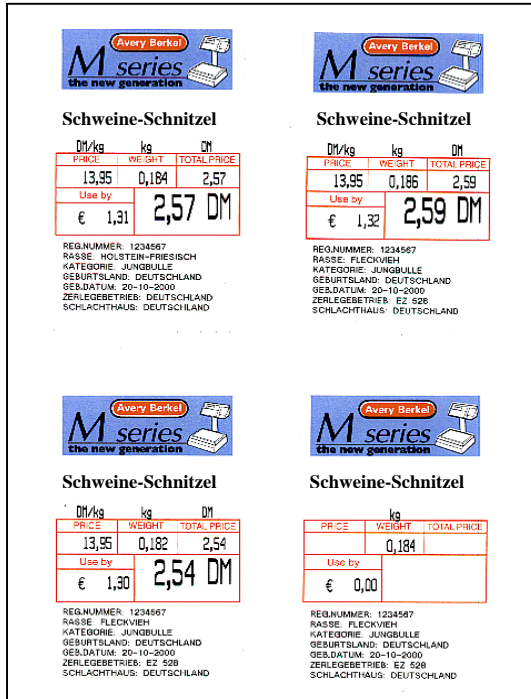 Avery Berkel
M series
the new generation
Schweine-Schnitzel
DM/kg kg DM
PRICE WEIGHT TOTAL PRICE
13,95 0,184 2,57
Use by
€ 1,31 2,57 DM
REG.NUMMER: 1234567
RASSE: HOLSTEIN-FRIESISCH
KATEGORIE: JUNGBULLE
GEBURTSLAND: DEUTSCHLAND
GEB.DATUM: 20-10-2000
ZERLEGEBETRIEB: DEUTSCHLAND
SCHLACHTHAUS: DEUTSCHLAND
Avery Berkel
M series
the new generation
Schweine-Schnitzel
DM/kg kg DM
PRICE WEIGHT TOTAL PRICE
13,95 0,186 2,59
Use by
€ 1,32 2,59 DM
REG.NUMMER: 1234567
RASSE: FLECKVIEH
KATEGORIE: JUNGBULLE
GEBURTSLAND: DEUTSCHLAND
GEB.DATUM: 20-10-2000
ZERLEGEBETRIEB: EZ 528
SCHLACHTHAUS: DEUTSCHLAND
Avery Berkel
M series
the new generation
Schweine-Schnitzel
DM/kg kg DM
PRICE WEIGHT TOTAL PRICE
13,95 0,182 2,54
Use by
€ 1,30 2,54 DM
REG.NUMMER: 1234567
RASSE: FLECKVIEH
KATEGORIE: JUNGBULLE
GEBURTSLAND: DEUTSCHLAND
GEB.DATUM: 20-10-2000
ZERLEGEBETRIEB: EZ 528
SCHLACHTHAUS: DEUTSCHLAND
Avery Berkel
M series
the new generation
Schweine-Schnitzel
kg
PRICE WEIGHT TOTAL PRICE
0,184
Use by
€ 0,00
REG.NUMMER: 1234567
RASSE: FLECKVIEH
KATEGORIE: JUNGBULLE
GEBURTSLAND: DEUTSCHLAND
GEB.DATUM: 20-10-2000
ZERLEGEBETRIEB: EZ 528
SCHLACHTHAUS: DEUTSCHLAND